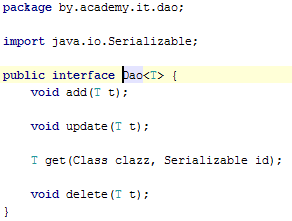 package by.academy.it.dao;
import java.io.Serializable;
public interface Dao<T> {
void add(T t);
void update(T t);
T get(Class clazz, Serializable id);
void delete(T t);
}